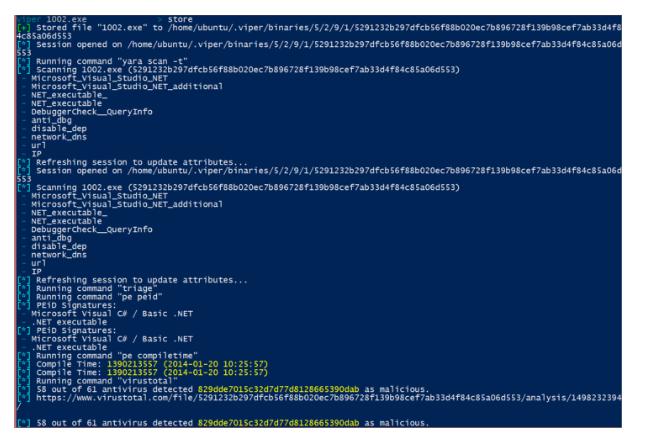 viper 1002.exe > store
[+] Stored file "1002.exe" to /home/ubuntu/.viper/binaries/5/2/9/1/5291232b297dfcb56f88b020ec7b896728f139b98cef7ab33d4f8
4c85a06d553
[*] Session opened on /home/ubuntu/.viper/binaries/5/2/9/1/5291232b297dfcb56f88b020ec7b896728f139b98cef7ab33d4f84c85a06d
553
[*] Running command "yara scan -t"
[*] Scanning 1002.exe (5291232b297dfcb56f88b020ec7b896728f139b98cef7ab33d4f84c85a06d553)
- Microsoft_Visual_Studio_NET
- Microsoft_Visual_Studio_NET_additional
- NET_executable_
- NET_executable
- DebuggerCheck__QueryInfo
- anti_dbg
- disable_dep
- network_dns
- url
- IP
[*] Refreshing session to update attributes...
[*] Session opened on /home/ubuntu/.viper/binaries/5/2/9/1/5291232b297dfcb56f88b020ec7b896728f139b98cef7ab33d4f84c85a06d
553
[*] Scanning 1002.exe (5291232b297dfcb56f88b020ec7b896728f139b98cef7ab33d4f84c85a06d553)
- Microsoft_Visual_Studio_NET
- Microsoft_Visual_Studio_NET_additional
- NET_executable_
- NET_executable
- DebuggerCheck__QueryInfo
- anti_dbg
- disable_dep
- network_dns
- url
- IP
[*] Refreshing session to update attributes...
[*] Running command "triage"
[*] Running command "pe peid"
[*] PEiD Signatures:
- Microsoft Visual C# / Basic .NET
- .NET executable
[*] PEiD Signatures:
- Microsoft Visual C# / Basic .NET
- .NET executable
[*] Running command "pe compiletime"
[*] Compile Time: 1390213557 (2014-01-20 10:25:57)
[*] Compile Time: 1390213557 (2014-01-20 10:25:57)
[*] Running command "virustotal"
[*] 58 out of 61 antivirus detected 829dde7015c32d7d77d8128665390dab as malicious.
[*] https://www.virustotal.com/file/5291232b297dfcb56f88b020ec7b896728f139b98cef7ab33d4f84c85a06d553/analysis/1498232394
/
[*] 58 out of 61 antivirus detected 829dde7015c32d7d77d8128665390dab as malicious.